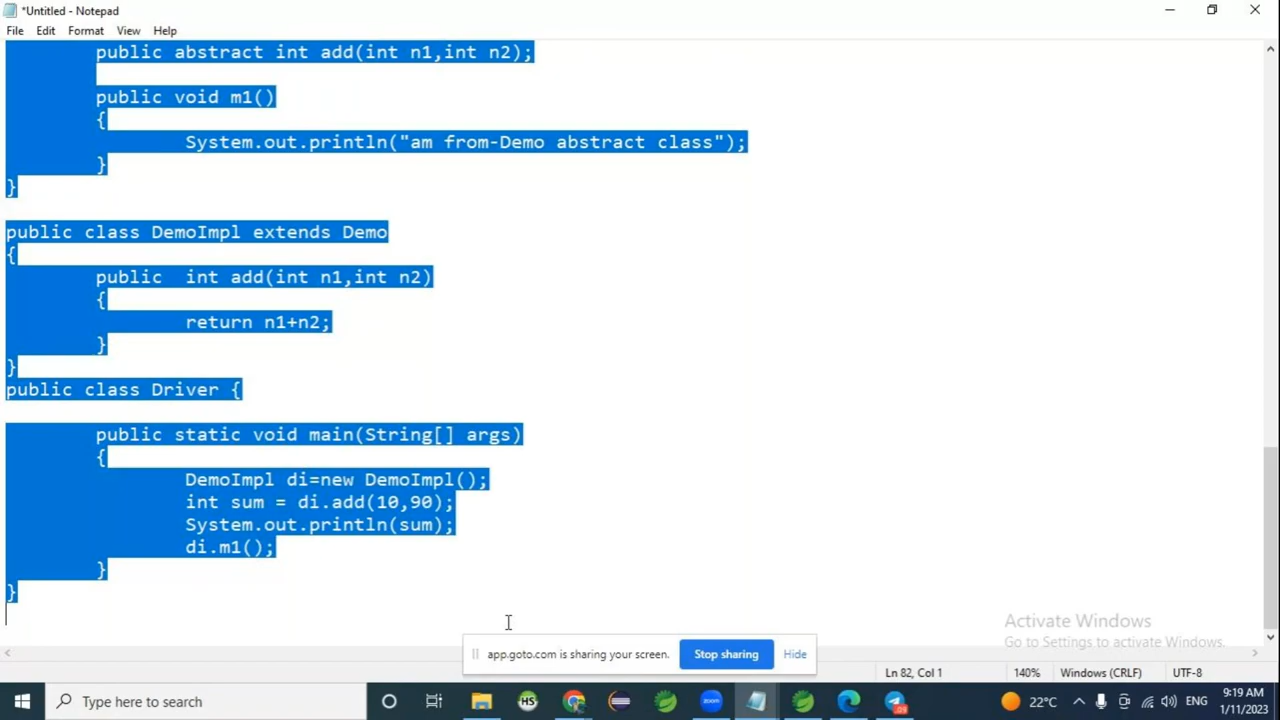 *Untitled - Notepad
File Edit Format View Help
public abstract int add(int n1,int n2);
public void m1()
{
System.out.println("am from-Demo abstract class");
}
}
public class DemoImpl extends Demo
{
public  int add(int n1,int n2)
{
return n1+n2;
}
}
public class Driver {
public static void main(String[] args)
{
DemoImpl di=new DemoImpl();
int sum = di.add(10,90);
System.out.println(sum);
di.m1();
}
}
Activate Windows
Go to Settings to activate Windows.
app.goto.com is sharing your screen. Stop sharing Hide
Ln 82, Col 1 140% Windows (CRLF) UTF-8
Type here to search HS zoom 22°C ENG 9:19 AM
1/11/2023